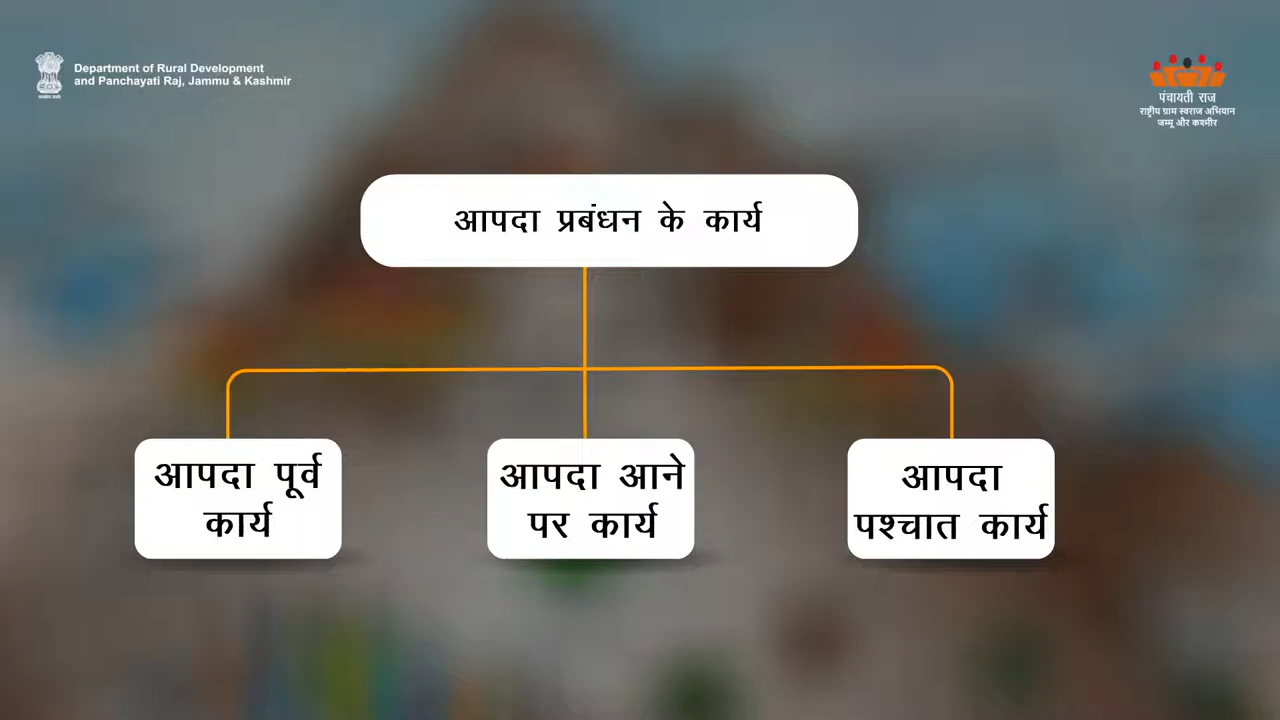 Department of Rural Development
and Panchayati Raj, Jammu & Kashmir
पंचायती राज
राष्ट्रीय ग्राम स्वराज अभियान
जम्मू और कश्मीर
आपदा प्रबंधन के कार्य
आपदा पूर्व
कार्य
आपदा आने
पर कार्य
आपदा
पश्चात कार्य